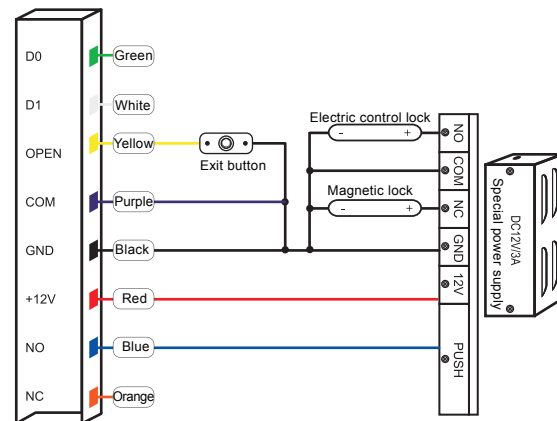 D0 Green
D1 White
OPEN Yellow
Exit button
COM Purple
GND Black
+12V Red
NO Blue
NC Orange
Electric control lock
- +
Magnetic lock
- +
NO
COM
NC
GND
12V
PUSH
DC12V/3A
Special power supply